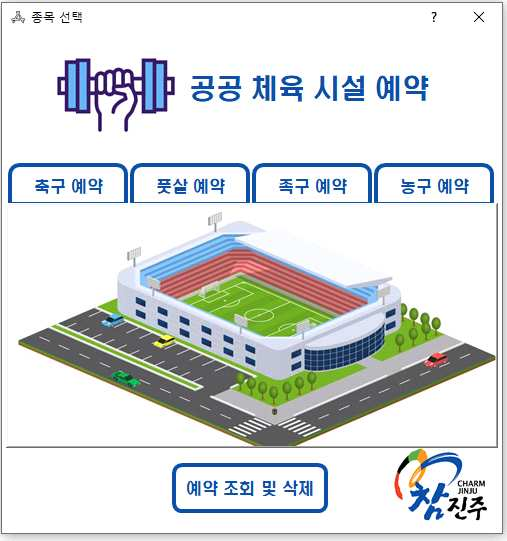 종목 선택
공공 체육 시설 예약
축구 예약
풋살 예약
족구 예약
농구 예약
예약 조회 및 삭제
CHARM
JINJU
참진주